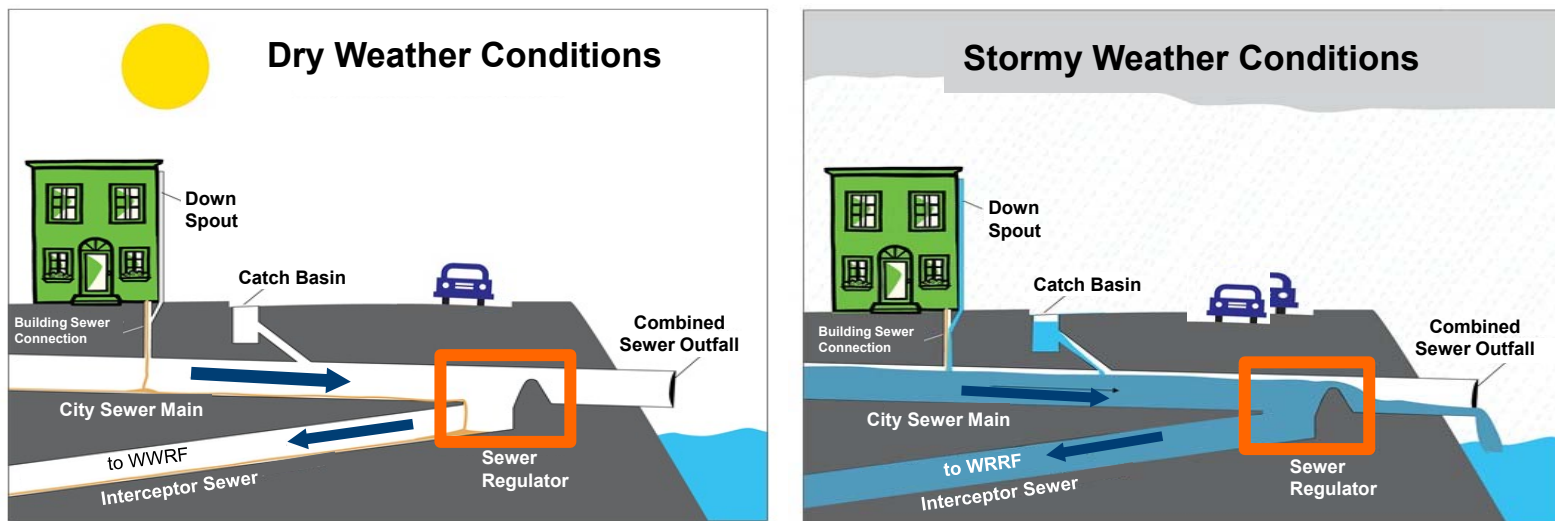 Dry Weather Conditions
Down
Spout
Catch Basin
Building Sewer
Connection
Combined
Sewer Outfall
City Sewer Main
to WWRF
Interceptor Sewer
Sewer
Regulator
Stormy Weather Conditions
Down
Spout
Catch Basin
Building Sewer
Connection
Combined
Sewer Outfall
City Sewer Main
to WRRF
Interceptor Sewer
Sewer
Regulator